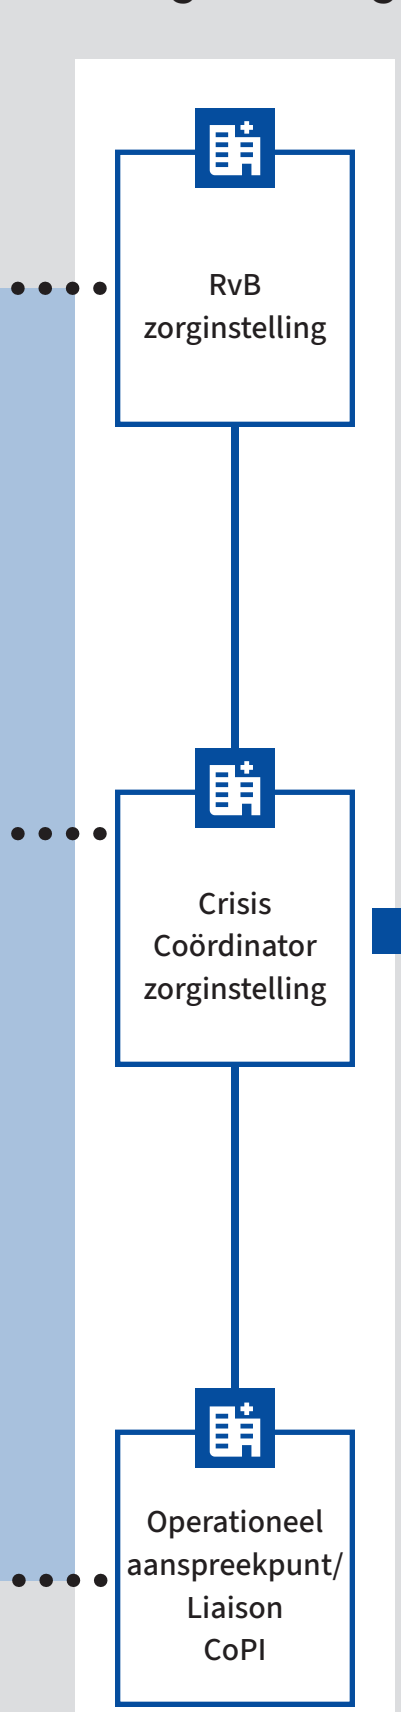 RvB
zorginstelling
Crisis
Coördinator
zorginstelling
Operationeel
aanspreekpunt/
Liaison
CoPI